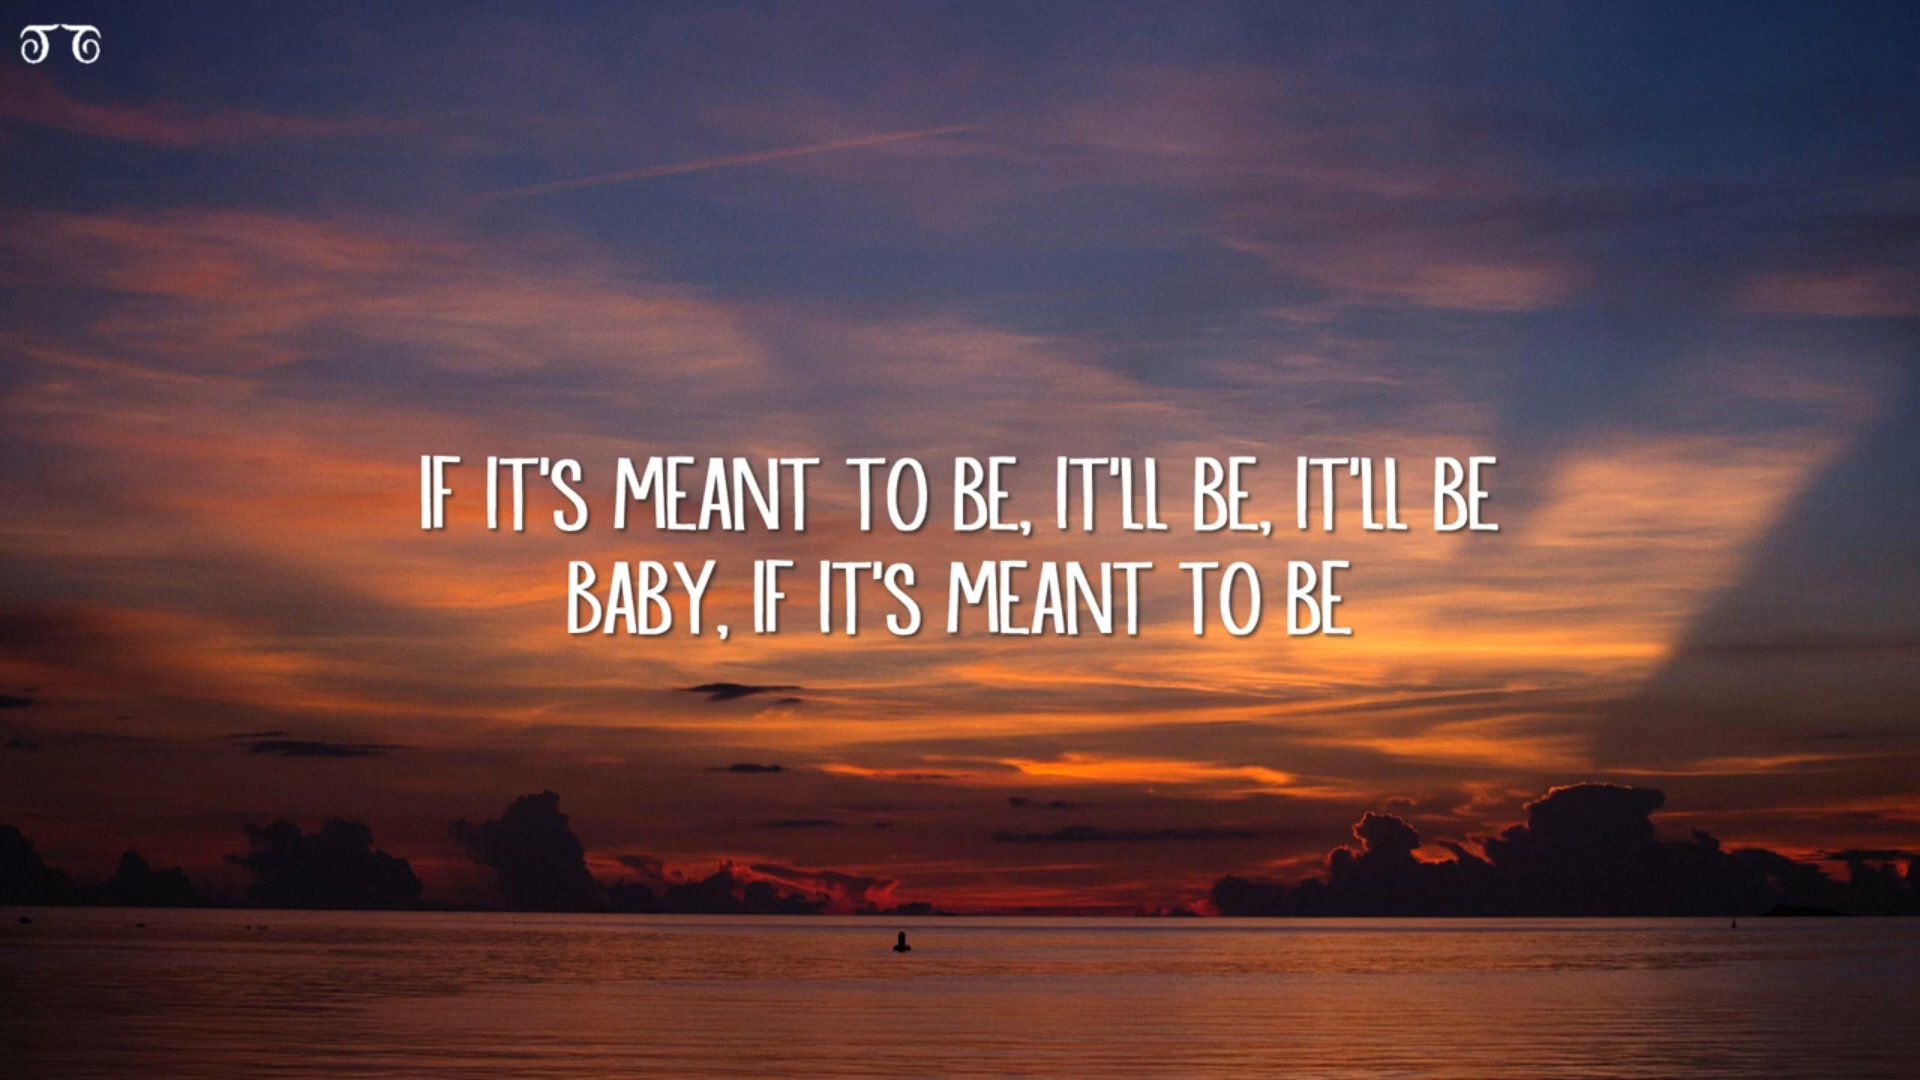 IF IT'S MEANT TO BE, IT'LL BE, IT'LL BE
BABY, IF IT'S MEANT TO BE